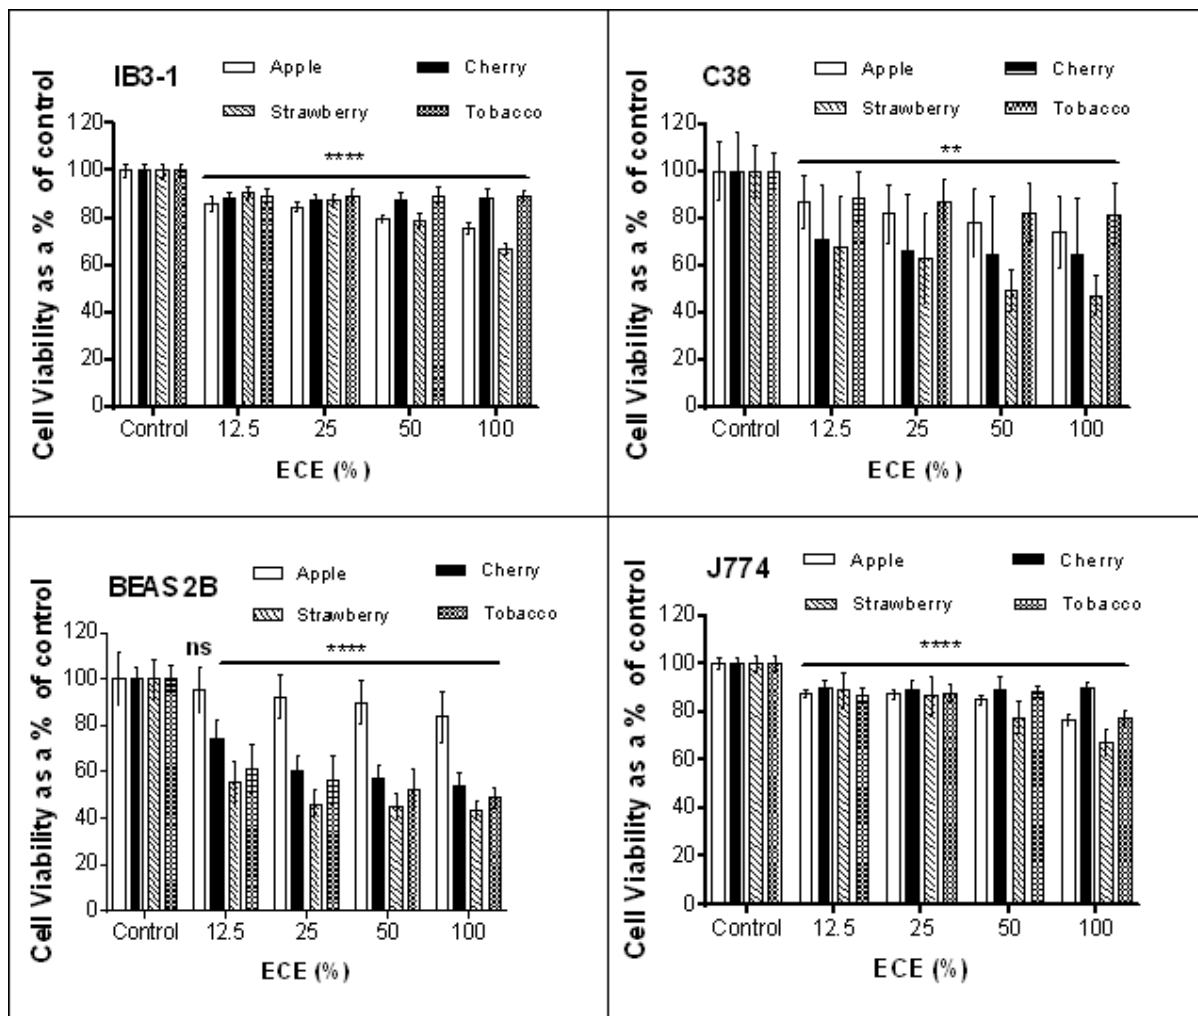 IB3-1
Apple Cherry
Strawberry Tobacco
Cell Viability as a % of control
120
100
80
60
40
20
0
****
Control 12.5 25 50 100
ECE (%)
C38
Apple Cherry
Strawberry Tobacco
Cell Viability as a % of control
120
100
80
60
40
20
0
**
Control 12.5 25 50 100
ECE (%)
BEAS 2B
Apple Cherry
Strawberry Tobacco
Cell Viability as a % of control
120
100
80
60
40
20
0
ns ****
Control 12.5 25 50 100
ECE (%)
J774
Apple Cherry
Strawberry Tobacco
Cell Viability as a % of control
120
100
80
60
40
20
0
****
Control 12.5 25 50 100
ECE (%)